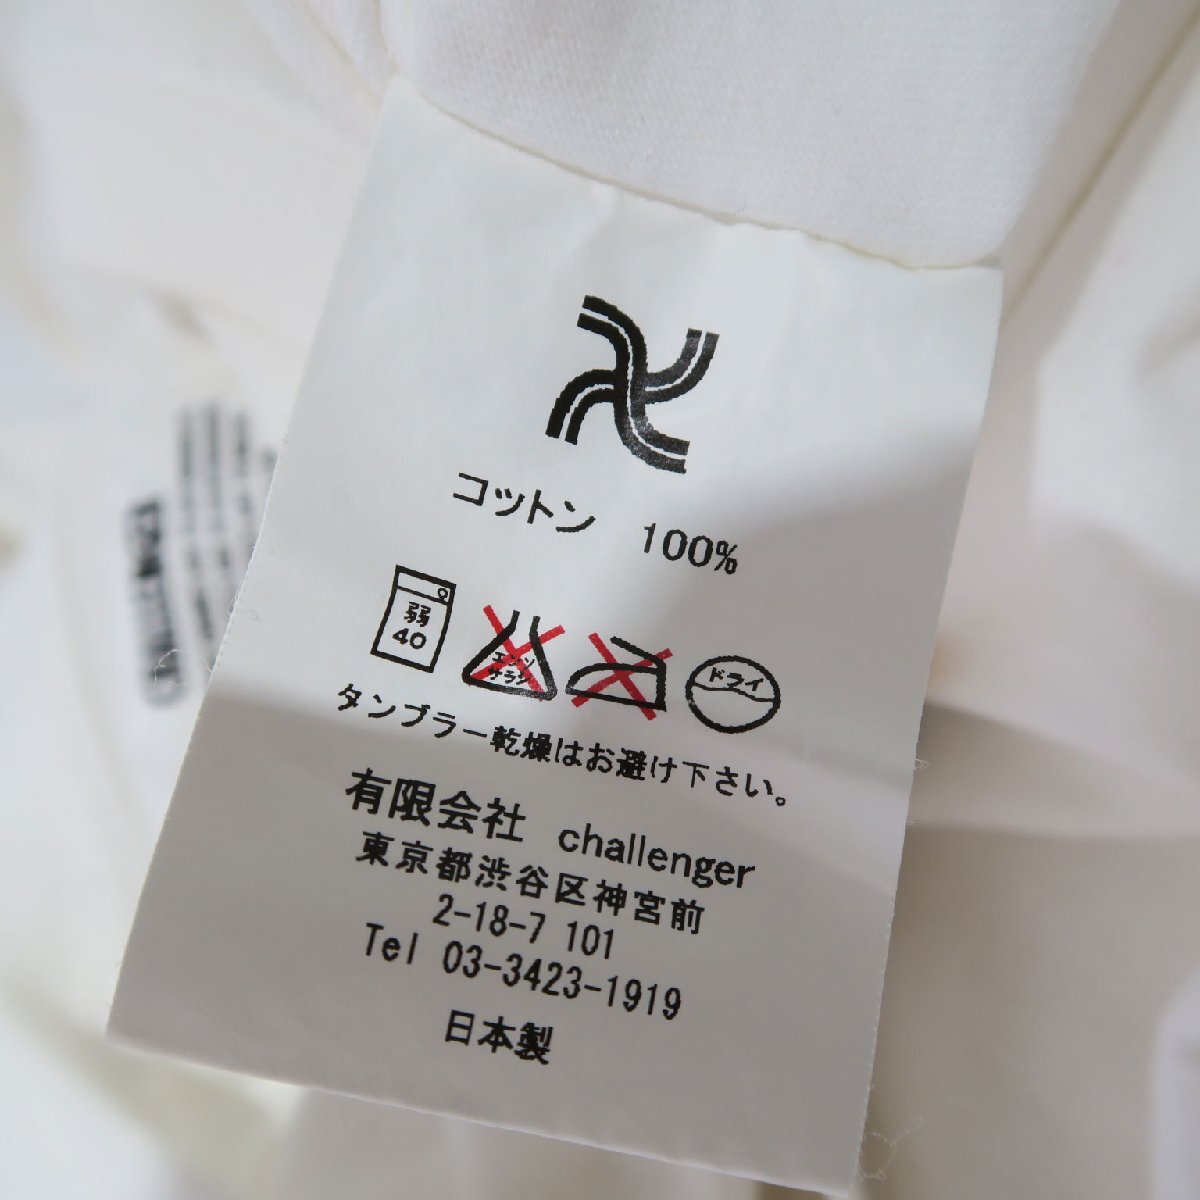 コットン 100%
弱
40
エンソ
サラシ
ドライ
タンブラー乾燥はお避け下さい。
有限会社 challenger
東京都渋谷区神宮前
2-18-7 101
Tel 03-3423-1919
日本製